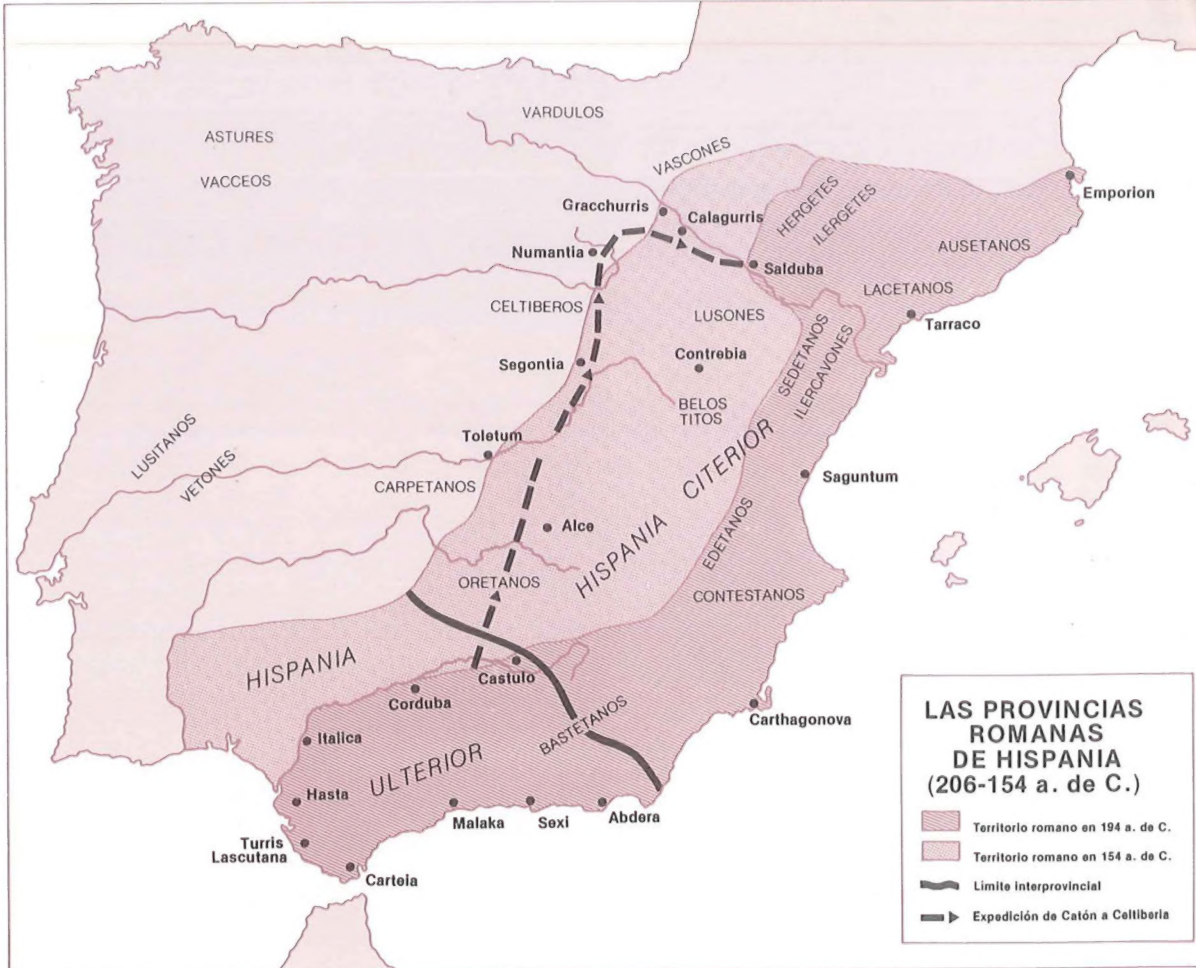 VARDULOS
ASTURES
VASCONES
VACCEOS
Emporion
Gracchurris
Calagurris
HERGETES
ILERGETES
AUSETANOS
Numantia
Salduba
LACETANOS
CELTIBEROS
LUSONES
Tarraco
SEDETANOS
ILERCAVONES
Segontia
Contrebia
BELOS
TITOS
Toletum
LUSITANOS
VETONES
CARPETANOS
Saguntum
Alce
HISPANIA CITERIOR
EDETANOS
ORETANOS
CONTESTANOS
HISPANIA
Castulo
Corduba
Carthagonova
BASTETANOS
Italica
ULTERIOR
Hasta
Malaka
Sexi
Abdera
Turris
Lascutana
Carteia
LAS PROVINCIAS
ROMANAS
DE HISPANIA
(206-154 a. de C.)
Territorio romano en 194 a. de C.
Territorio romano en 154 a. de C.
Limite interprovincial
Expedición de Catón a Celtiberia